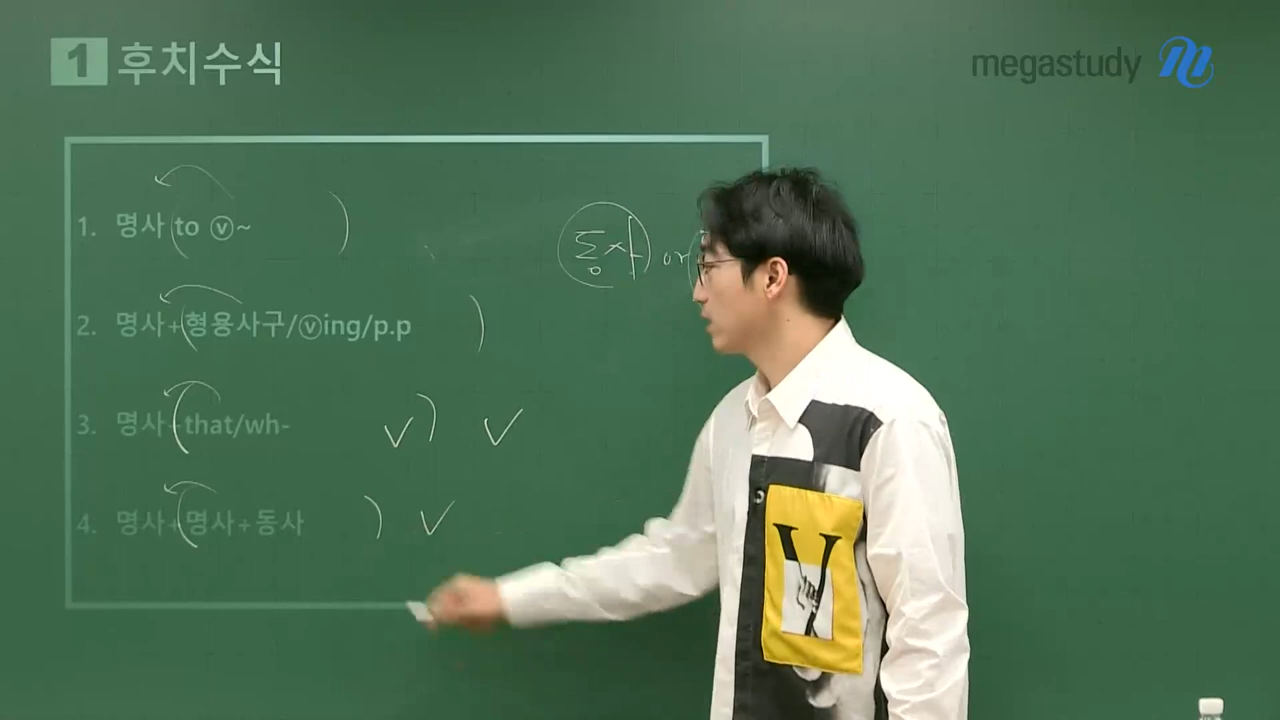 1 후치수식
megastudy
1. 명사 (to ⓥ~ )
동사 or
2. 명사+(형용사구/ⓥing/p.p )
3. 명사+(that/wh- ✓) ✓
4. 명사+(명사+동사 ) ✓